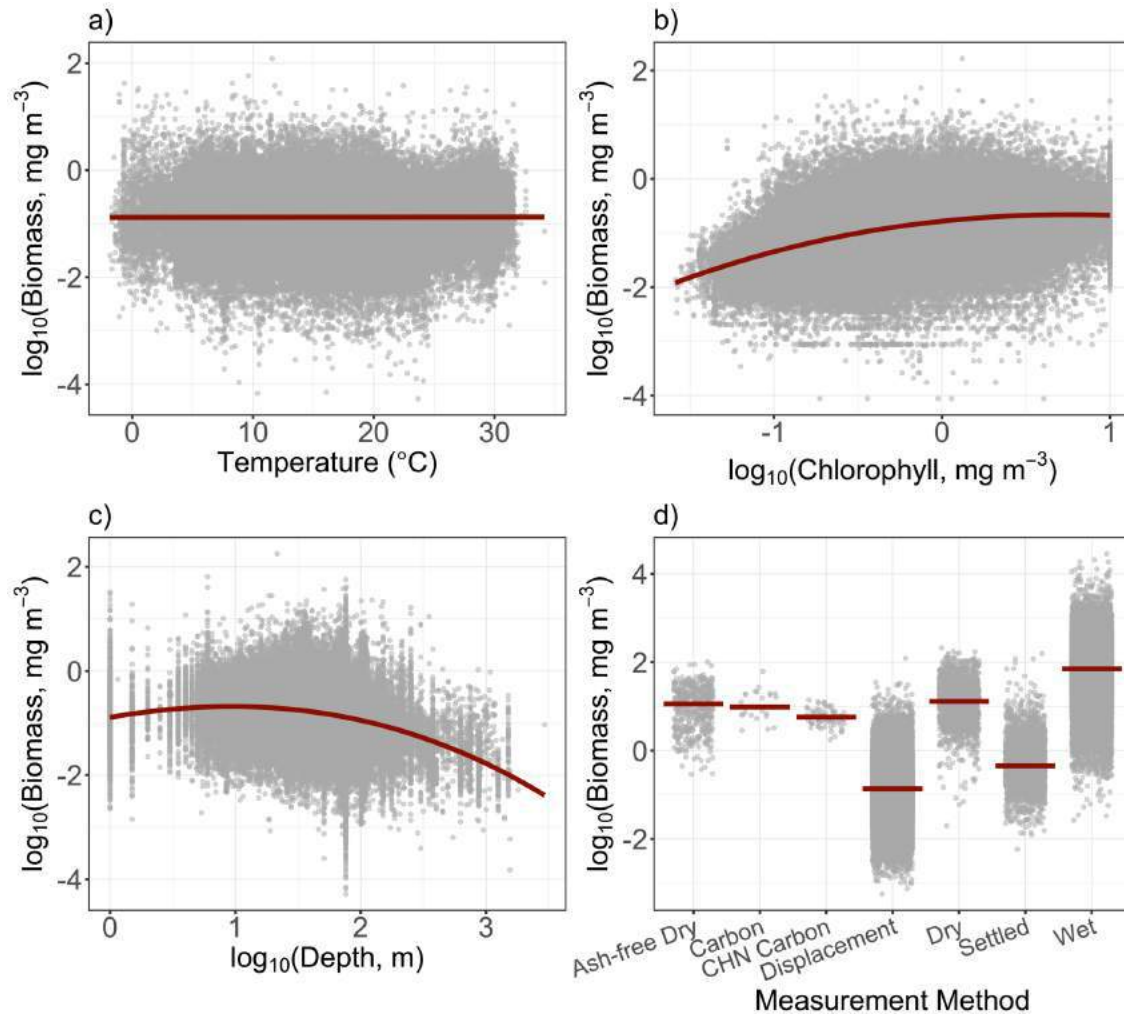 a)
log₁₀(Biomass, mg m⁻³)
2
0
-2
-4
0 10 20 30
Temperature (°C)
b)
log₁₀(Biomass, mg m⁻³)
2
0
-2
-4
-1 0 1
log₁₀(Chlorophyll, mg m⁻³)
c)
log₁₀(Biomass, mg m⁻³)
2
0
-2
-4
0 1 2 3
log₁₀(Depth, m)
d)
log₁₀(Biomass, mg m⁻³)
4
2
0
-2
Ash-free Dry
Carbon
CHN Carbon
Displacement
Dry
Settled
Wet
Measurement Method